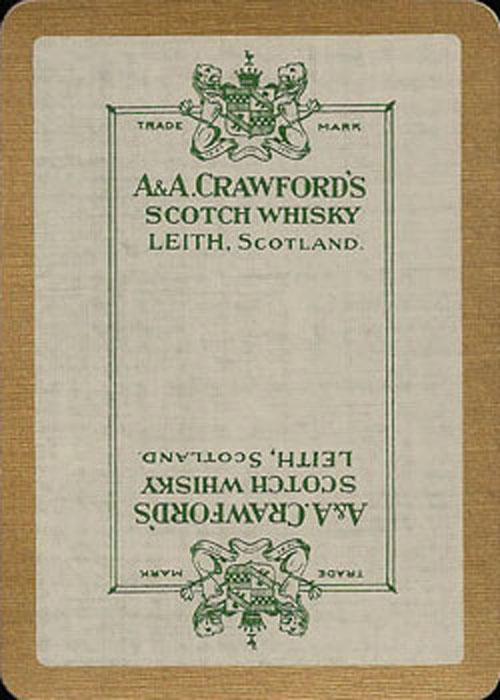 TRADE MARK
A&A. CRAWFORD'S
SCOTCH WHISKY
LEITH, SCOTLAND.
LEITH, SCOTLAND.
SCOTCH WHISKY
A&A. CRAWFORD'S
TRADE MARK